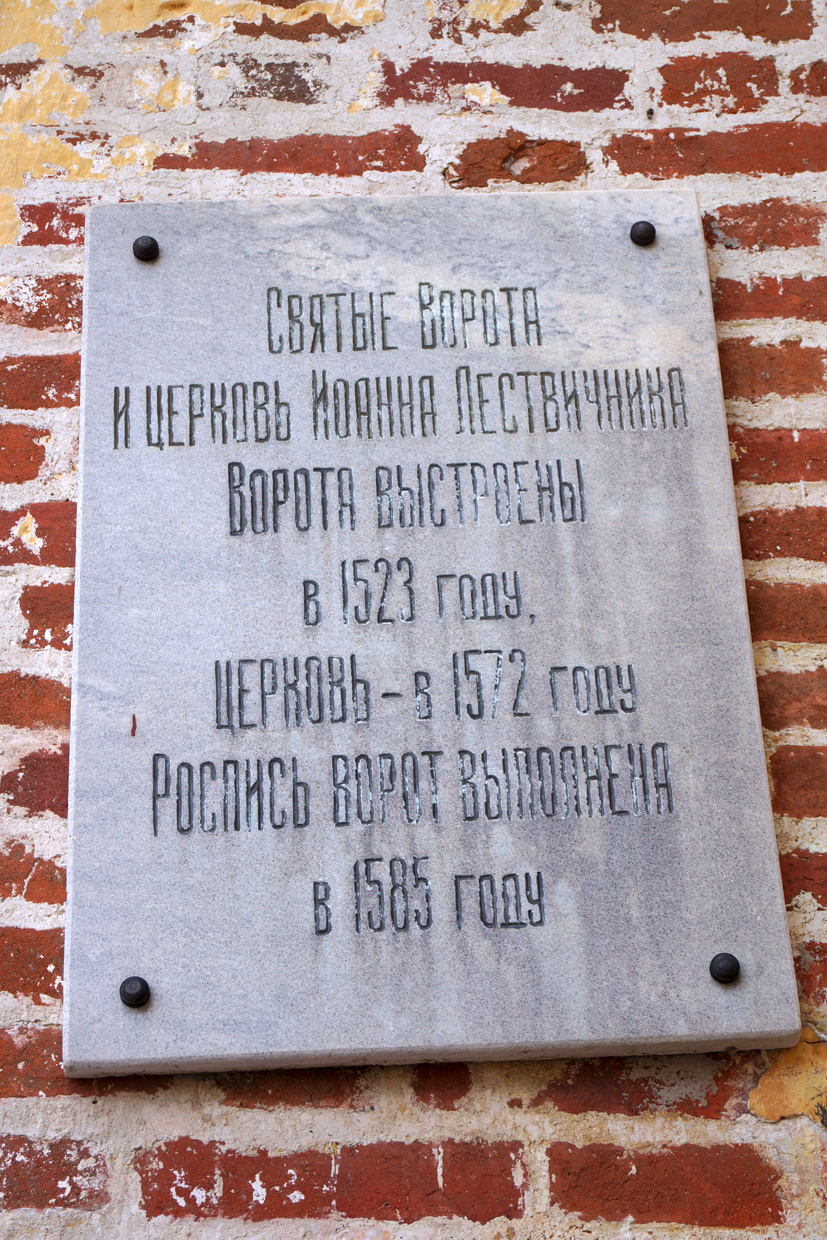 Святые Ворота
и церковь Иоанна Лествичника
Ворота выстроены
в 1523 году,
церковь – в 1572 году
Роспись ворот выполнена
в 1585 году